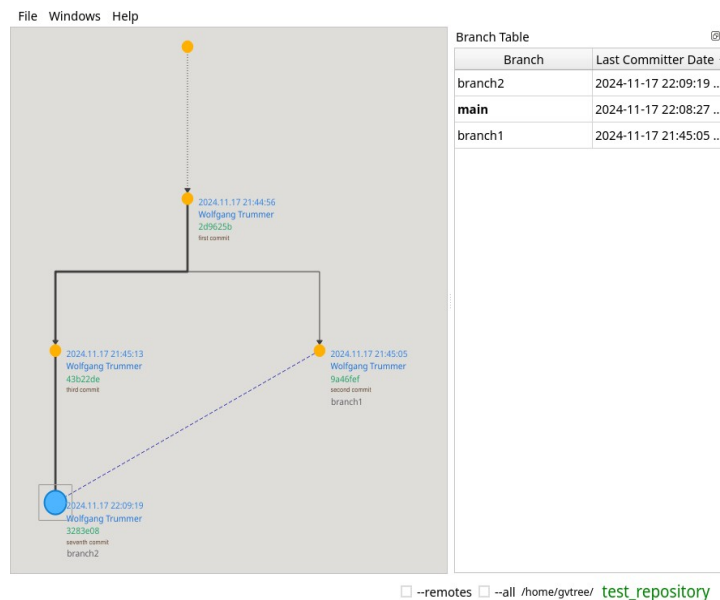 File Windows Help
Branch Table
Branch Last Committer Date
branch2 2024-11-17 22:09:19 ..
main 2024-11-17 22:08:27 ..
branch1 2024-11-17 21:45:05 ..
2024.11.17 21:44:56
Wolfgang Trummer
2d9625b
first commit
2024.11.17 21:45:13
Wolfgang Trummer
43b22de
third commit
2024.11.17 21:45:05
Wolfgang Trummer
9a46fef
second commit
branch1
2024.11.17 22:09:19
Wolfgang Trummer
3283e08
seventh commit
branch2
--remotes --all /home/gvtree/ test_repository